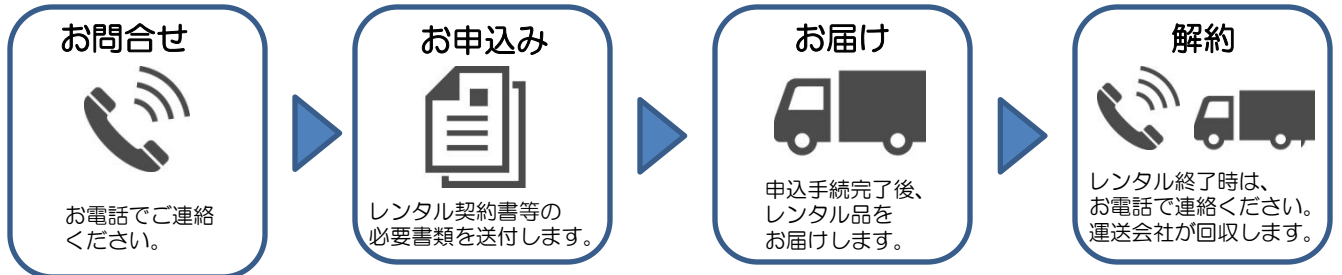 お問合せ
お電話でご連絡
ください。
お申込み
レンタル契約書等の
必要書類を送付します。
お届け
申込手続完了後、
レンタル品を
お届けします。
解約
レンタル終了時は、
お電話で連絡ください。
運送会社が回収します。